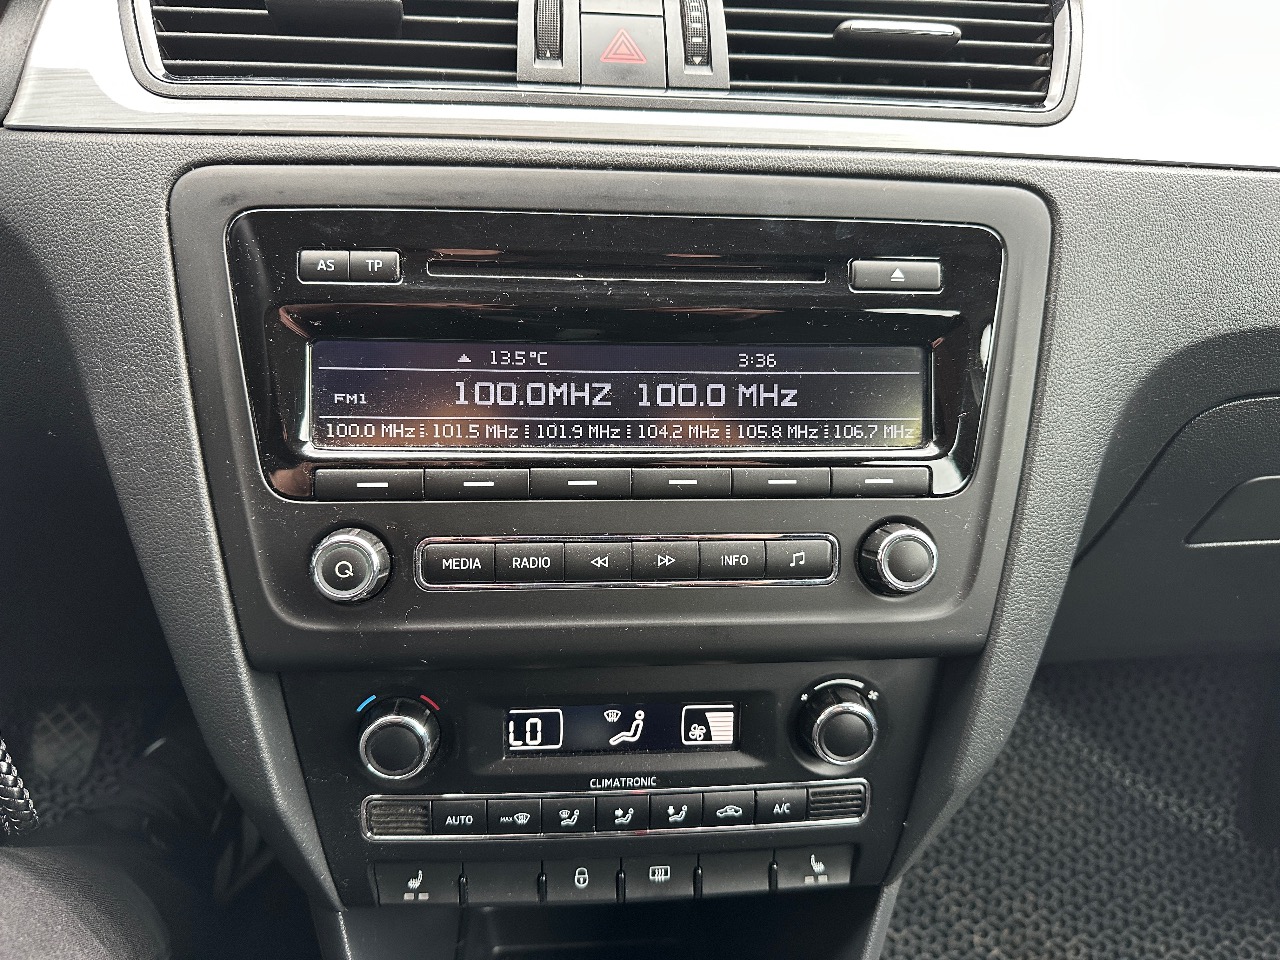 AS TP
13.5°C 3:36
FM1 100.0MHZ 100.0 MHz
100.0 MHz 101.5 MHz 101.9 MHz 104.2 MHz 105.8 MHz 106.7 MHz
MEDIA RADIO INFO
LO
CLIMATRONIC
AUTO MAX A/C